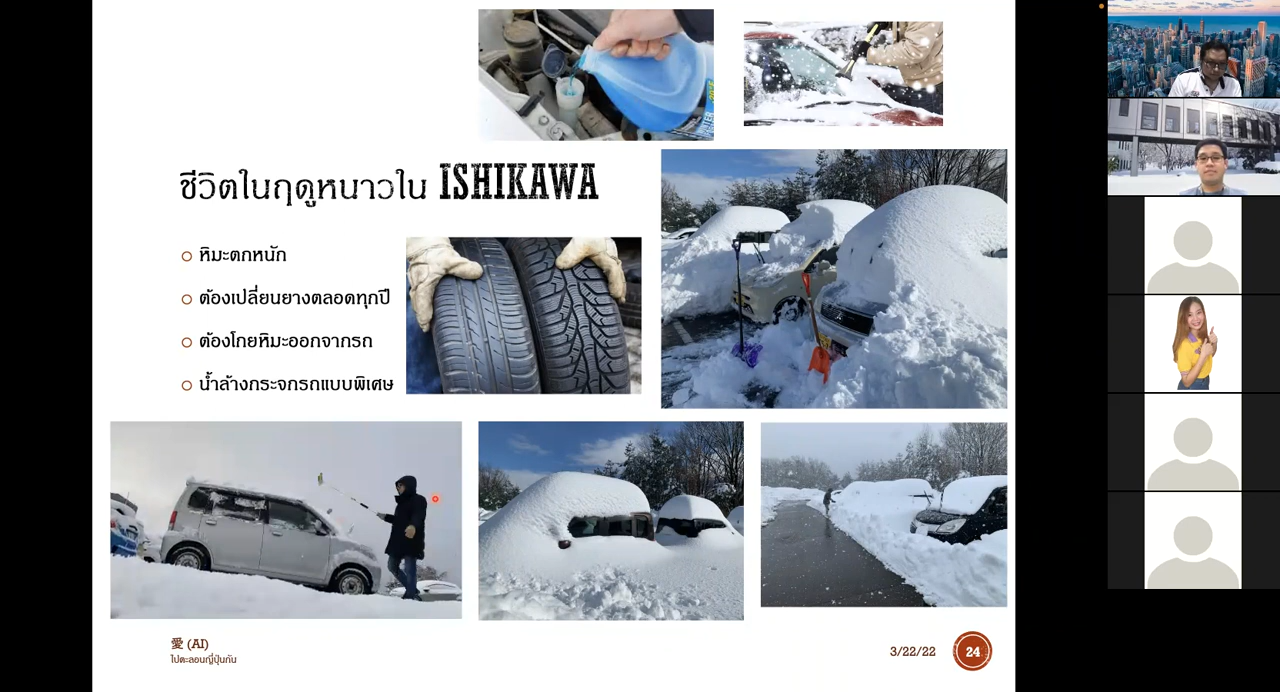 ชีวิตในฤดูหนาวใน ISHIKAWA
หิมะตกหนัก
ต้องเปลี่ยนยางตลอดทุกปี
ต้องโกยหิมะออกจากรถ
น้ำล้างกระจกรถแบบพิเศษ
愛 (AI)
ไปตะลอนญี่ปุ่นกัน
3/22/22
24